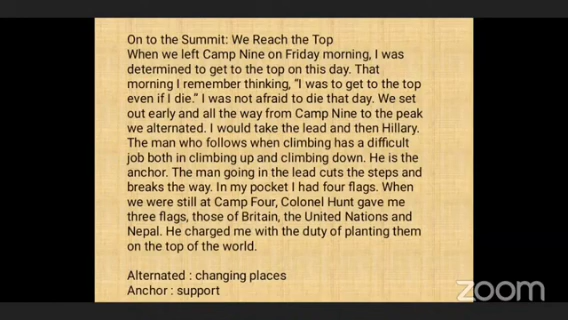 On to the Summit: We Reach the Top
When we left Camp Nine on Friday morning, I was
determined to get to the top on this day. That
morning I remember thinking, "I was to get to the top
even if I die." I was not afraid to die that day. We set
out early and all the way from Camp Nine to the peak
we alternated. I would take the lead and then Hillary.
The man who follows when climbing has a difficult
job both in climbing up and climbing down. He is the
anchor. The man going in the lead cuts the steps and
breaks the way. In my pocket I had four flags. When
we were still at Camp Four, Colonel Hunt gave me
three flags, those of Britain, the United Nations and
Nepal. He charged me with the duty of planting them
on the top of the world.
Alternated : changing places
Anchor : support
zoom